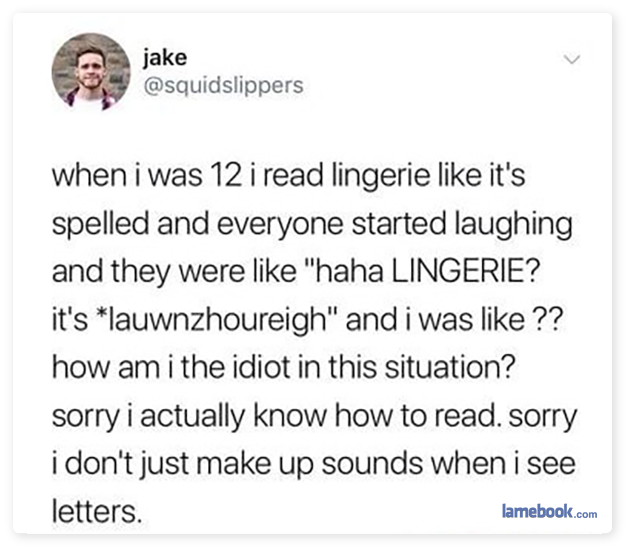 jake
@squidslippers
when i was 12 i read lingerie like it's
spelled and everyone started laughing
and they were like "haha LINGERIE?
it's *lauwnzhoureigh" and i was like ??
how am i the idiot in this situation?
sorry i actually know how to read. sorry
i don't just make up sounds when i see
letters.
lamebook.com